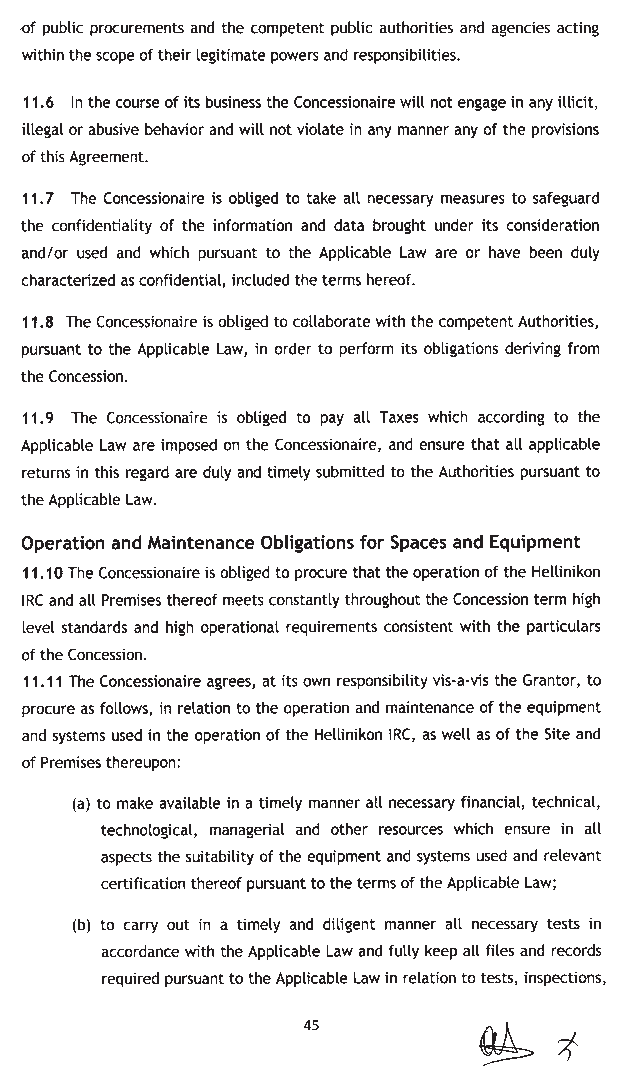 of public procurements and the competent public authorities and agencies acting
within the scope of their legitimate powers and responsibilities.
11.6 In the course of its business the Concessionaire will not engage in any illicit,
illegal or abusive behavior and will not violate in any manner any of the provisions
of this Agreement.
11.7 The Concessionaire is obliged to take all necessary measures to safeguard
the confidentiality of the information and data brought under its consideration
and/or used and which pursuant to the Applicable Law are or have been duly
characterized as confidential, included the terms hereof.
11.8 The Concessionaire is obliged to collaborate with the competent Authorities,
pursuant to the Applicable Law, in order to perform its obligations deriving from
the Concession.
11.9 The Concessionaire is obliged to pay all Taxes which according to the
Applicable Law are imposed on the Concessionaire, and ensure that all applicable
returns in this regard are duly and timely submitted to the Authorities pursuant to
the Applicable Law.
Operation and Maintenance Obligations for Spaces and Equipment
11.10 The Concessionaire is obliged to procure that the operation of the Hellinikon
IRC and all Premises thereof meets constantly throughout the Concession term high
level standards and high operational requirements consistent with the particulars
of the Concession.
11.11 The Concessionaire agrees, at its own responsibility vis-a-vis the Grantor, to
procure as follows, in relation to the operation and maintenance of the equipment
and systems used in the operation of the Hellinikon IRC, as well as of the Site and
of Premises thereupon:
(a) to make available in a timely manner all necessary financial, technical,
technological, managerial and other resources which ensure in all
aspects the suitability of the equipment and systems used and relevant
certification thereof pursuant to the terms of the Applicable Law;
(b) to carry out in a timely and diligent manner all necessary tests in
accordance with the Applicable Law and fully keep all files and records
required pursuant to the Applicable Law in relation to tests, inspections,
45